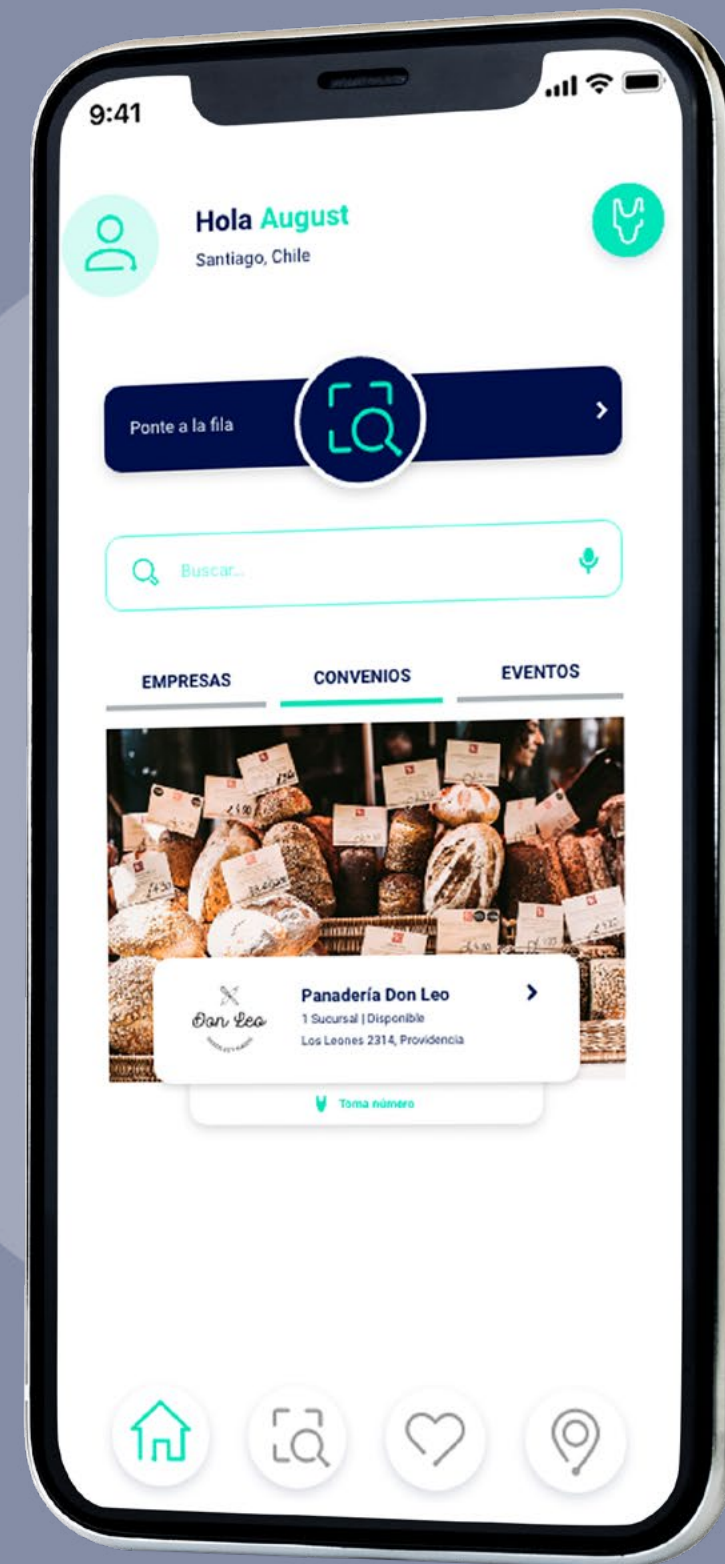 9:41
Hola August
Santiago, Chile
Ponte a la fila
Buscar...
EMPRESAS CONVENIOS EVENTOS
Don Leo
Panadería Don Leo
1 Sucursal | Disponible
Los Leones 2314, Providencia
Toma número